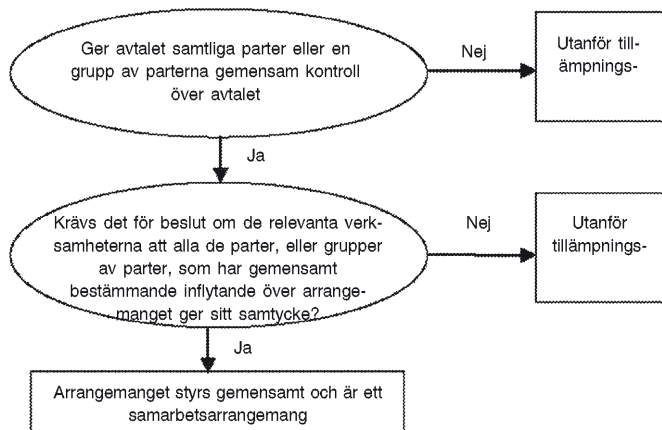 Ger avtalet samtliga parter eller en
grupp av parterna gemensam kontroll
över avtalet
Nej
Utanför till-
ämpnings-
Ja
Krävs det för beslut om de relevanta verk-
samheterna att alla de parter, eller grupper
av parter, som har gemensamt
bestämmande inflytande över arrange-
manget ger sitt samtycke?
Nej
Utanför
tillämpnings-
Ja
Arrangemanget styrs gemensamt och är ett
samarbetsarrangemang